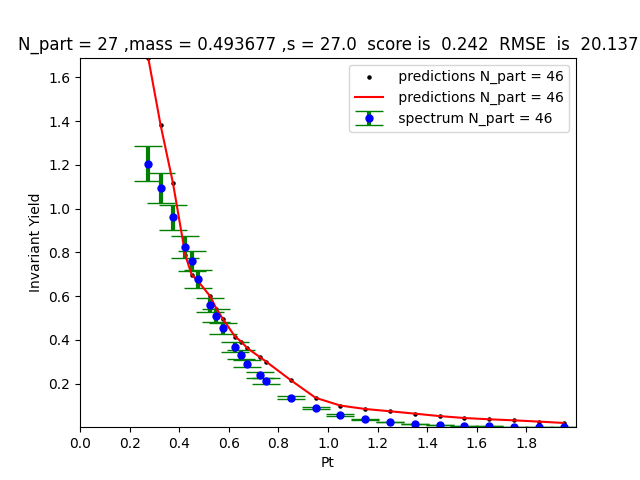 N_part = 27 ,mass = 0.493677 ,s = 27.0  score is  0.242  RMSE  is  20.137
predictions N_part = 46
predictions N_part = 46
spectrum N_part = 46
Invariant Yield
1.6
1.4
1.2
1.0
0.8
0.6
0.4
0.2
0.0 0.2 0.4 0.6 0.8 1.0 1.2 1.4 1.6 1.8
Pt